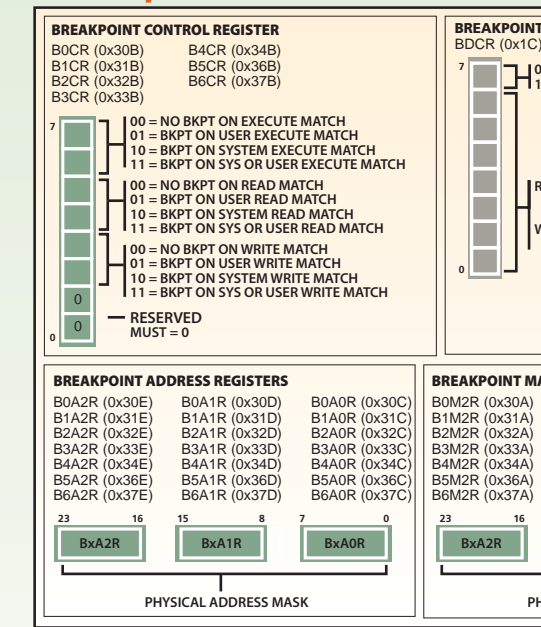 BREAKPOINT CONTROL REGISTER
B0CR (0x30B) B4CR (0x34B)
B1CR (0x31B) B5CR (0x36B)
B2CR (0x32B) B6CR (0x37B)
B3CR (0x33B)
7
00 = NO BKPT ON EXECUTE MATCH
01 = BKPT ON USER EXECUTE MATCH
10 = BKPT ON SYSTEM EXECUTE MATCH
11 = BKPT ON SYS OR USER EXECUTE MATCH
00 = NO BKPT ON READ MATCH
01 = BKPT ON USER READ MATCH
10 = BKPT ON SYSTEM READ MATCH
11 = BKPT ON SYS OR USER READ MATCH
00 = NO BKPT ON WRITE MATCH
01 = BKPT ON USER WRITE MATCH
10 = BKPT ON SYSTEM WRITE MATCH
11 = BKPT ON SYS OR USER WRITE MATCH
0
0
0
RESERVED
MUST = 0
BREAKPOINT
BDCR (0x1C)
7
0
1
R
W
0
BREAKPOINT ADDRESS REGISTERS
B0A2R (0x30E) B0A1R (0x30D) B0A0R (0x30C)
B1A2R (0x31E) B1A0R (0x31D) B1A0R (0x31C)
B2A2R (0x32E) B2A1R (0x32D) B2A0R (0x32C)
B3A2R (0x33E) B3A1R (0x33D) B3A0R (0x33C)
B4A2R (0x34E) B4A1R (0x34D) B4A0R (0x34C)
B5A2R (0x36E) B5A1R (0x36D) B5A0R (0x36C)
B6A2R (0x37E) B6A1R (0x37D) B6A0R (0x37C)
23 16 15 8 7 0
BxA2R BxA1R BxA0R
PHYSICAL ADDRESS MASK
BREAKPOINT MA
B0M2R (0x30A)
B1M2R (0x31A)
B2M2R (0x32A)
B3M2R (0x33A)
B4M2R (0x34A)
B5M2R (0x36A)
B6M2R (0x37A)
23 16
BxA2R
PH